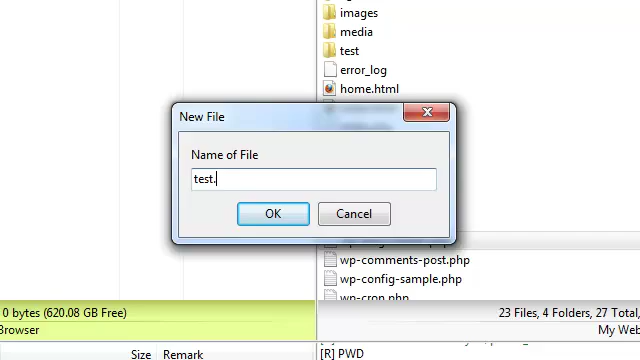 images
media
test
error_log
home.html
New File
Name of File
test.
OK
Cancel
wp-comments-post.php
wp-config-sample.php
wp-cron.php
0 bytes (620.08 GB Free)
23 Files, 4 Folders, 27 Total,
Browser
My Web
Size
Remark
[R] PWD